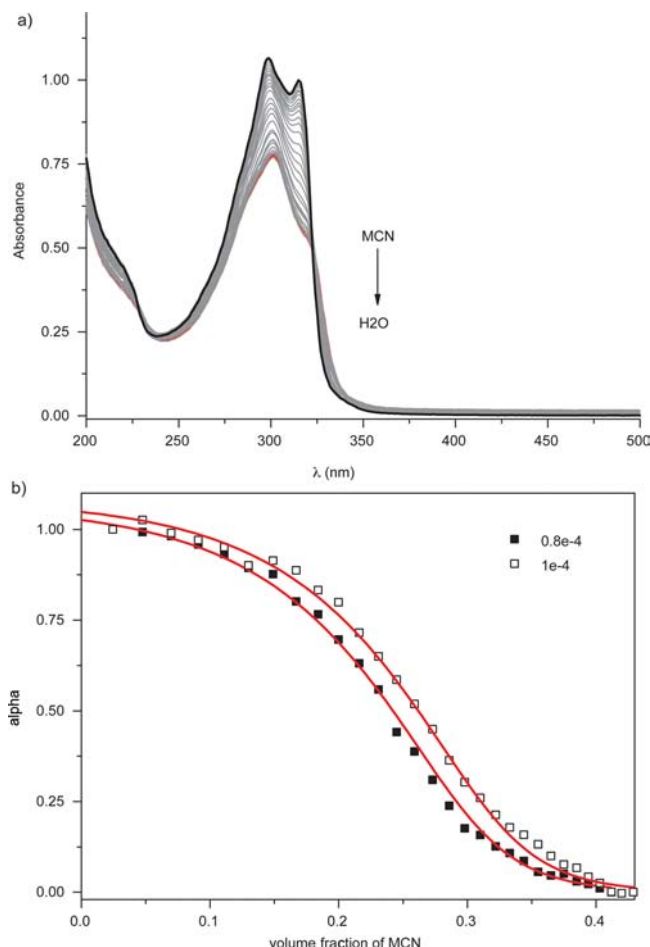 a)
1.00
0.75
0.50
0.25
0.00
Absorbance
MCN
H2O
200 250 300 350 400 450 500
λ (nm)
b)
1.00
0.75
0.50
0.25
0.00
alpha
0.8e-4
1e-4
0.0 0.1 0.2 0.3 0.4
volume fraction of MCN